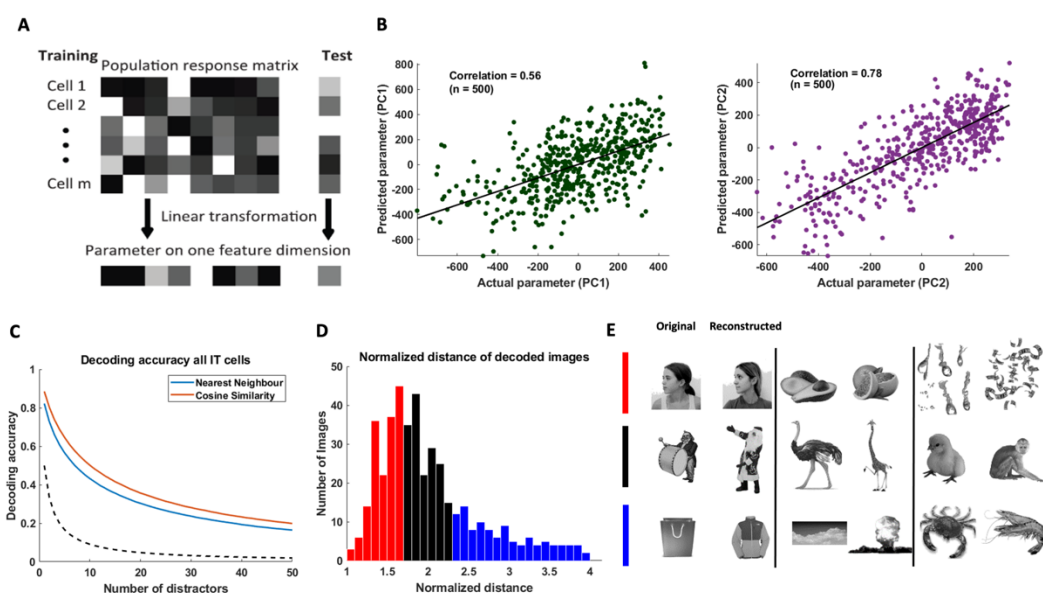 A
Training
Test
Population response matrix
Cell 1
Cell 2
Cell m
Linear transformation
Parameter on one feature dimension
B
Correlation = 0.56
(n = 500)
Predicted parameter (PC1)
800
600
400
200
0
-200
-400
-600
-600 -400 -200 0 200 400
Actual parameter (PC1)
Correlation = 0.78
(n = 500)
Predicted parameter (PC2)
400
200
0
-200
-400
-600
-600 -400 -200 0 200
Actual parameter (PC2)
C
Decoding accuracy all IT cells
Nearest Neighbour
Cosine Similarity
Decoding accuracy
1
0.8
0.6
0.4
0.2
0
0 10 20 30 40 50
Number of distractors
D
Normalized distance of decoded images
Number of Images
50
40
30
20
10
0
1 1.5 2 2.5 3 3.5 4
Normalized distance
E
Original Reconstructed